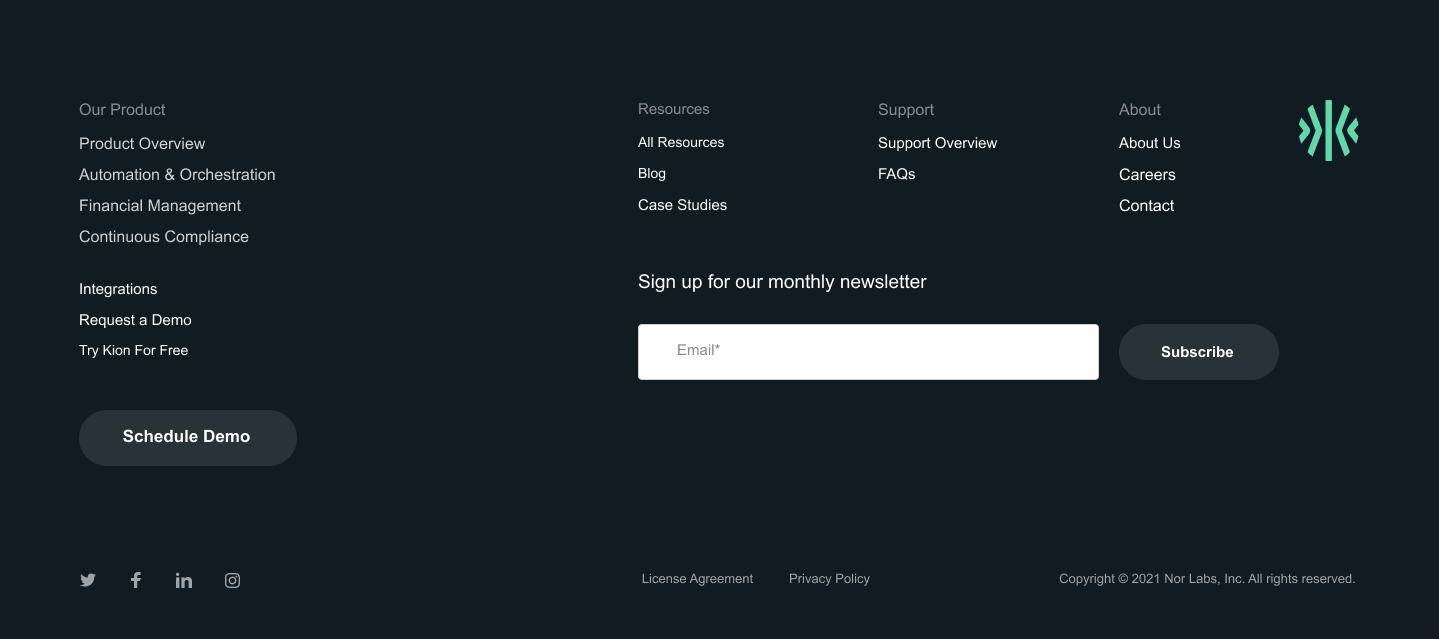 Our Product
Product Overview
Automation & Orchestration
Financial Management
Continuous Compliance
Integrations
Request a Demo
Try Kion For Free
Schedule Demo
Resources
All Resources
Blog
Case Studies
Support
Support Overview
FAQs
About
About Us
Careers
Contact
Sign up for our monthly newsletter
Email*
Subscribe
License Agreement
Privacy Policy
Copyright © 2021 Nor Labs, Inc. All rights reserved.